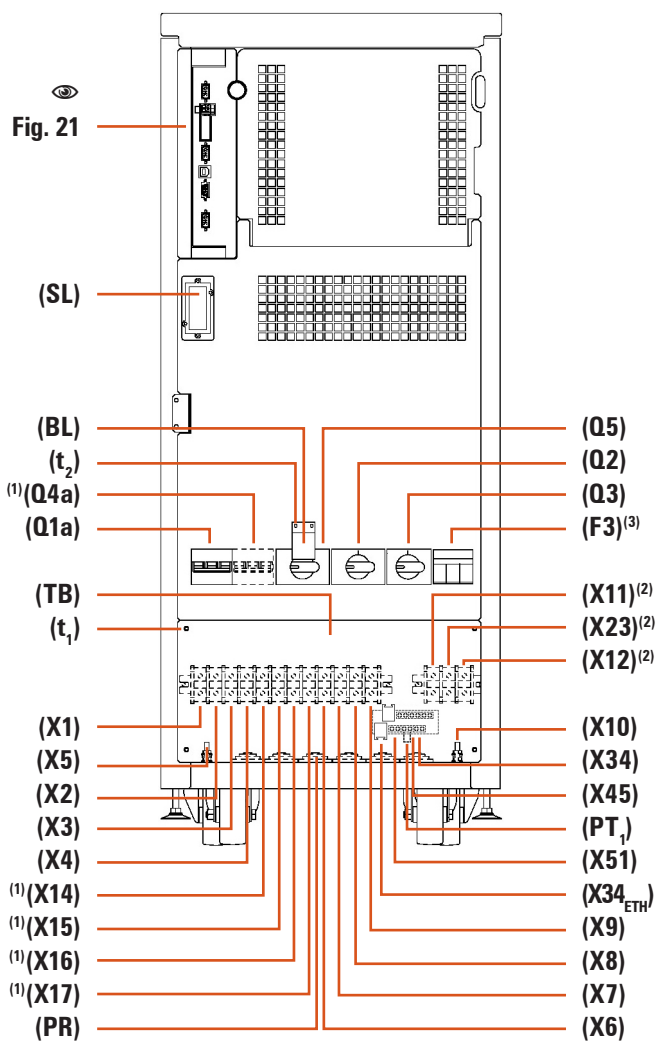 Fig. 21
(SL)
(BL) (Q5)
(t₂) (Q2)
⁽¹⁾(Q4a) (Q3)
(Q1a) (F3)⁽³⁾
(TB) (X11)⁽²⁾
(t₁) (X23)⁽²⁾
(X12)⁽²⁾
(X1) (X10)
(X5) (X34)
(X2) (X45)
(X3) (PT₁)
(X4) (X51)
⁽¹⁾(X14) (X34ETH)
⁽¹⁾(X15) (X9)
⁽¹⁾(X16) (X8)
⁽¹⁾(X17) (X7)
(PR) (X6)